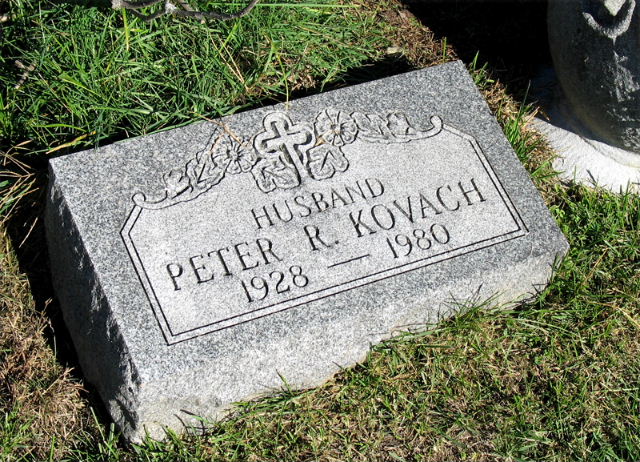 HUSBAND
PETER R. KOVACH
1928 — 1980